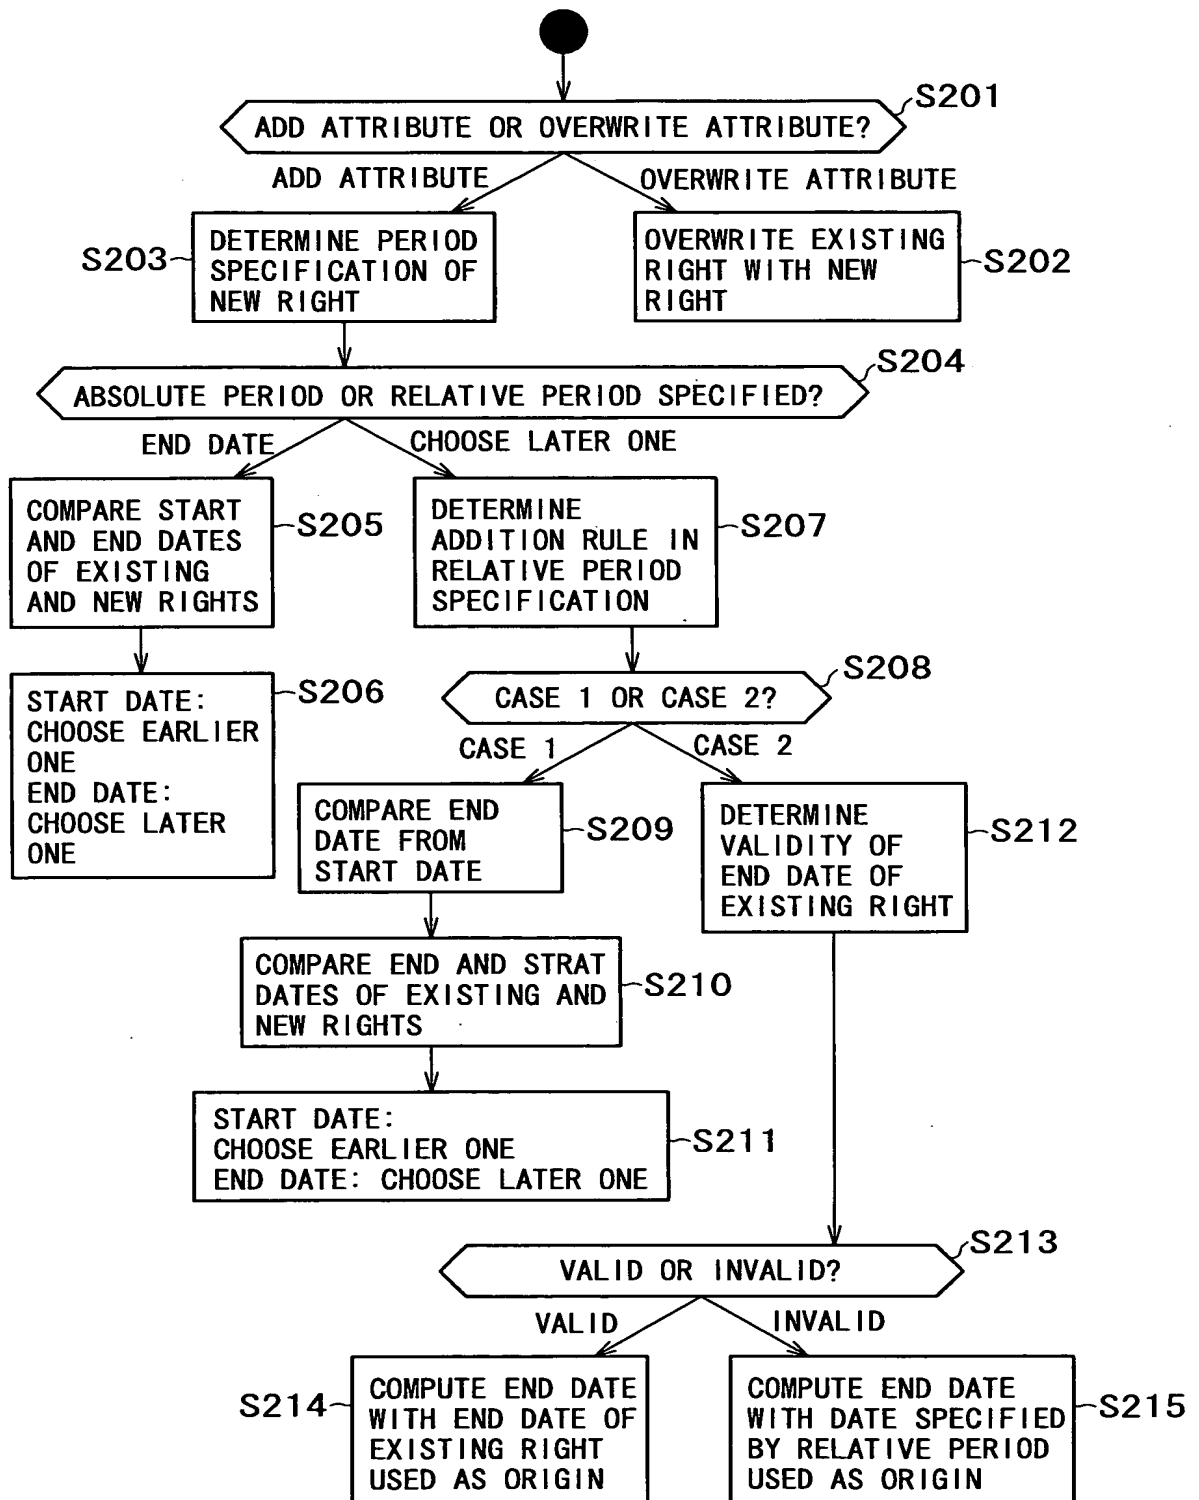 S201
ADD ATTRIBUTE OR OVERWRITE ATTRIBUTE?
ADD ATTRIBUTE
OVERWRITE ATTRIBUTE
S203
DETERMINE PERIOD
SPECIFICATION OF
NEW RIGHT
OVERWRITE EXISTING
RIGHT WITH NEW
RIGHT
S202
S204
ABSOLUTE PERIOD OR RELATIVE PERIOD SPECIFIED?
END DATE
CHOOSE LATER ONE
COMPARE START
AND END DATES
OF EXISTING
AND NEW RIGHTS
S205
DETERMINE
ADDITION RULE IN
RELATIVE PERIOD
SPECIFICATION
S207
START DATE:
CHOOSE EARLIER
ONE
END DATE:
CHOOSE LATER
ONE
S206
S208
CASE 1 OR CASE 2?
CASE 1
CASE 2
COMPARE END
DATE FROM
START DATE
S209
DETERMINE
VALIDITY OF
END DATE OF
EXISTING RIGHT
S212
COMPARE END AND STRAT
DATES OF EXISTING AND
NEW RIGHTS
S210
START DATE:
CHOOSE EARLIER ONE
END DATE: CHOOSE LATER ONE
S211
S213
VALID OR INVALID?
VALID
INVALID
S214
COMPUTE END DATE
WITH END DATE OF
EXISTING RIGHT
USED AS ORIGIN
COMPUTE END DATE
WITH DATE SPECIFIED
BY RELATIVE PERIOD
USED AS ORIGIN
S215